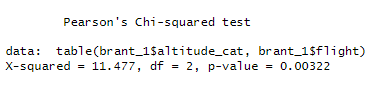 Pearson's Chi-squared test
data:  table(brant_1$altitude_cat, brant_1$flight)
X-squared = 11.477, df = 2, p-value = 0.00322